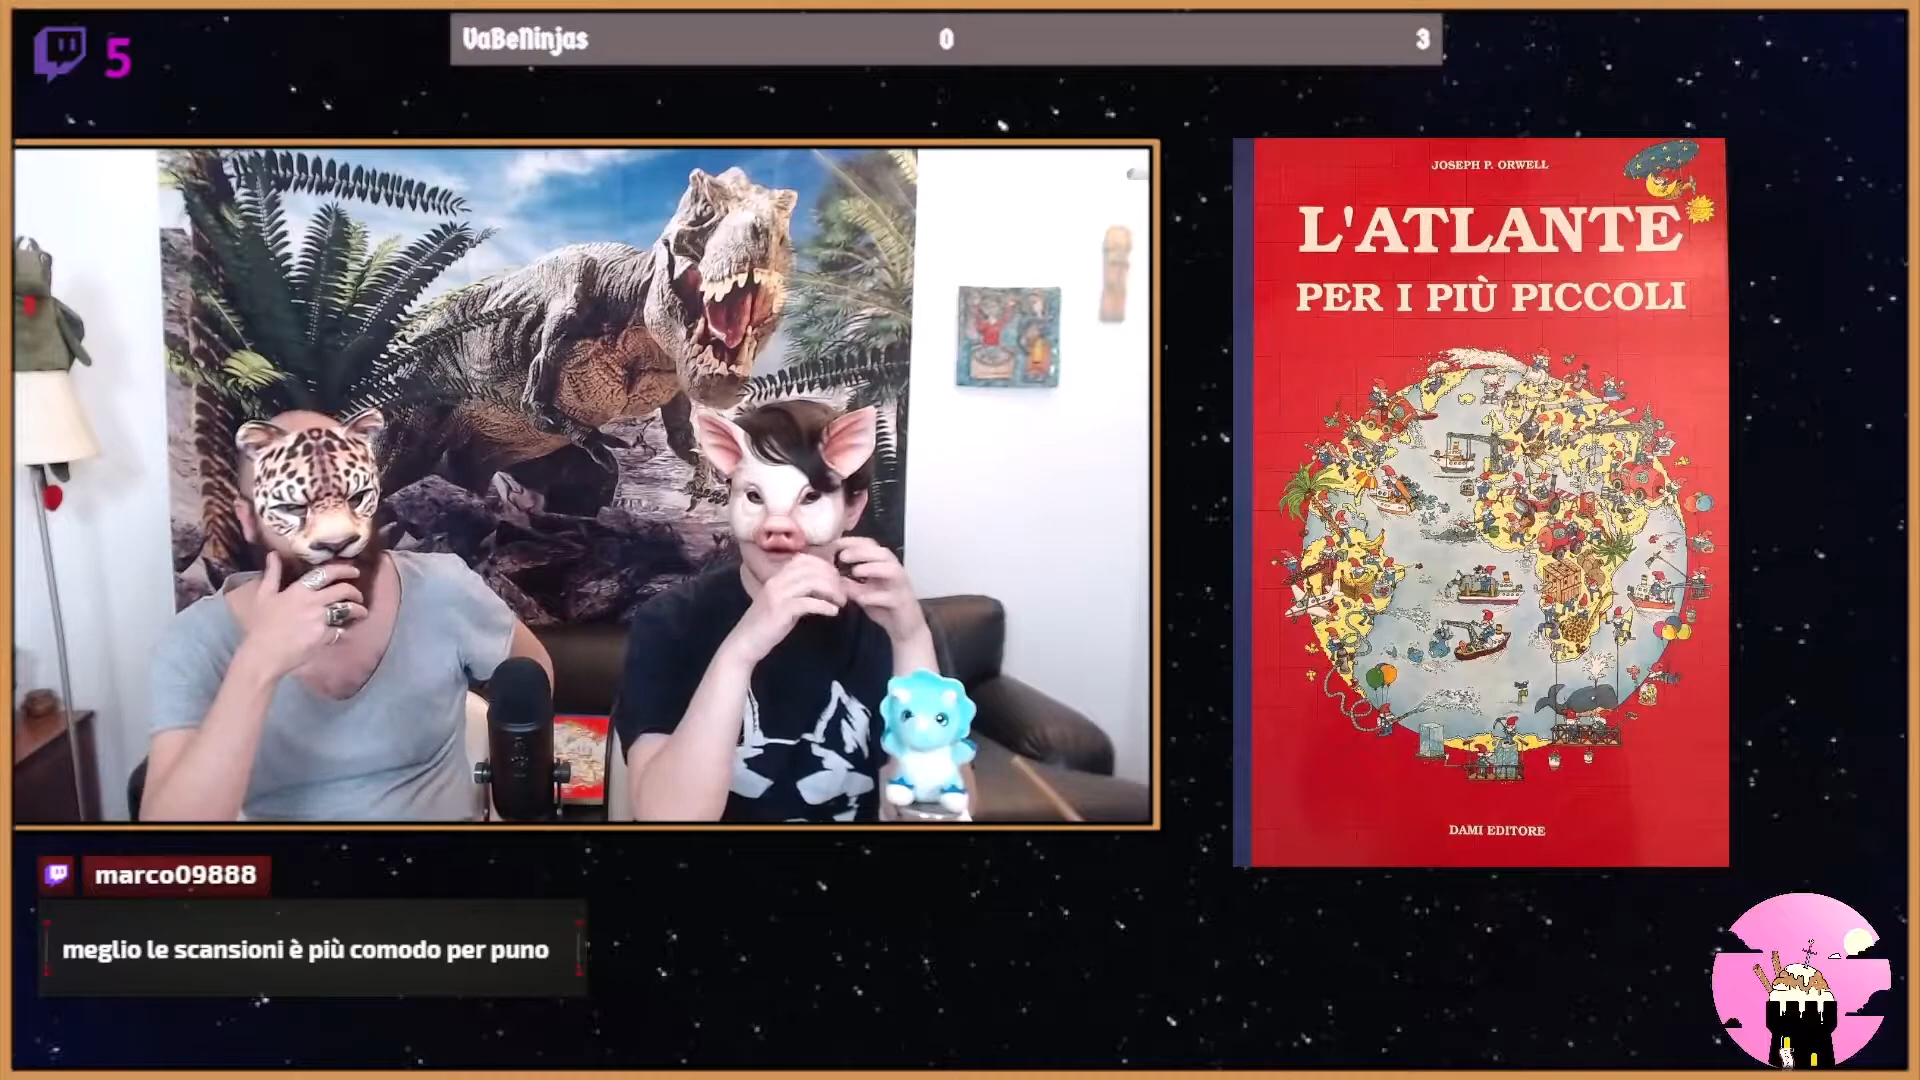 5
VaBeNinjas 0 3
JOSEPH P. ORWELL
L'ATLANTE
PER I PIÙ PICCOLI
DAMI EDITORE
marco09888
meglio le scansioni è più comodo per puno